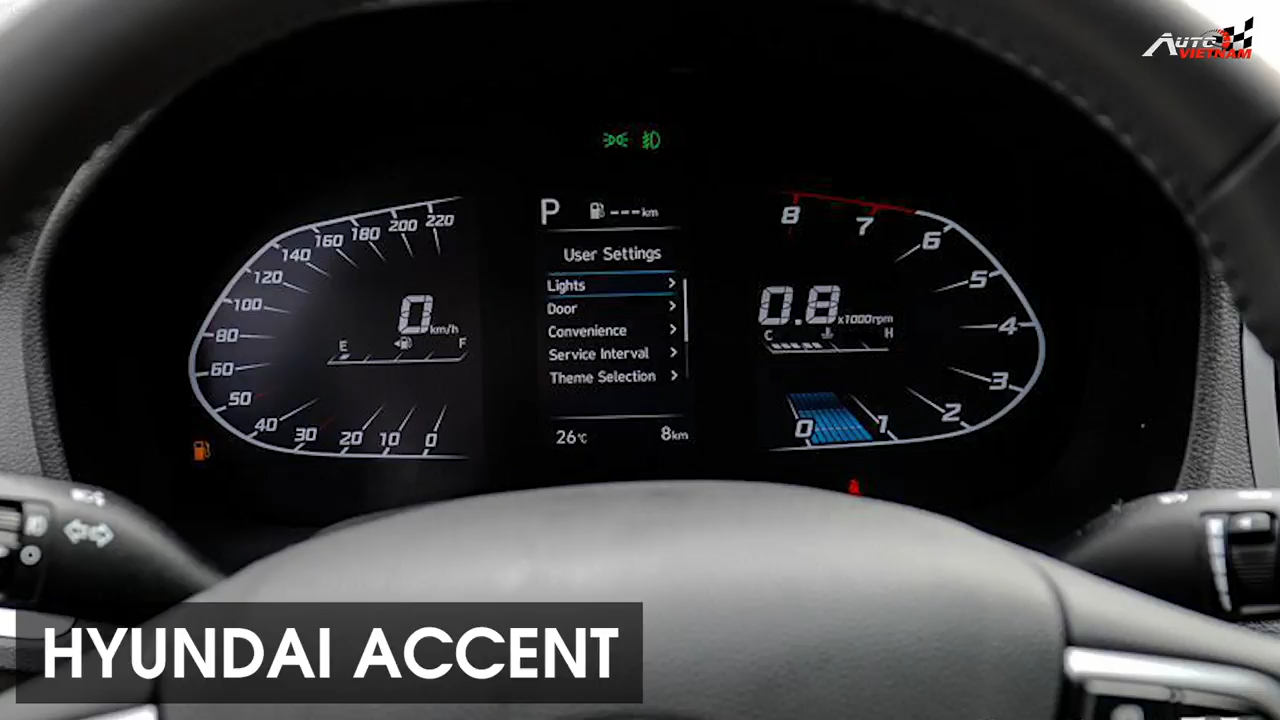 AUTO
VIETNAM
P
---km
User Settings
Lights
Door
Convenience
Service Interval
Theme Selection
26°C
8km
220
200
180
160
140
120
100
80
60
50
40
30
20
10
0
0 km/h
E F
8
7
6
5
4
3
2
1
0
0.8 x1000rpm
C H
HYUNDAI ACCENT